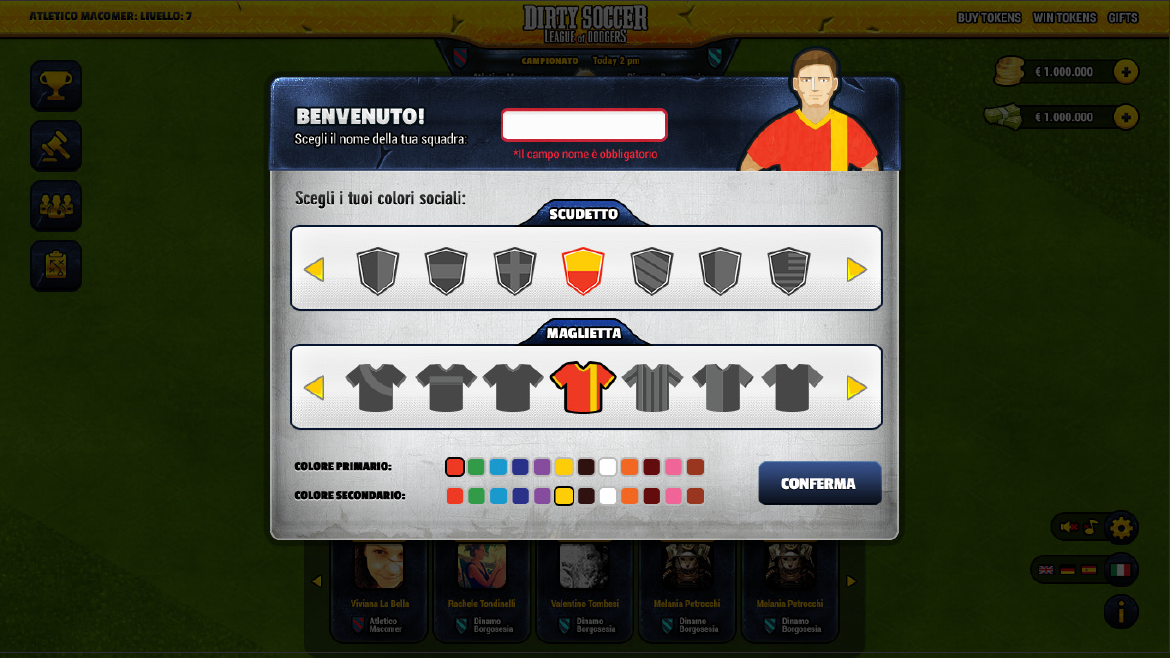 ATLETICO MACOMER: LIVELLO: 7
DIRTY SOCCER
LEAGUE of DODGERS
BUY TOKENS WIN TOKENS GIFTS
CAMPIONATO Today 2 pm
€ 1.000.000
€ 1.000.000
BENVENUTO!
Scegli il nome della tua squadra:
*Il campo nome è obbligatorio
Scegli i tuoi colori sociali:
SCUDETTO
MAGLIETTA
COLORE PRIMARIO:
COLORE SECONDARIO:
CONFERMA
Viviana La Bella
Atletico
Macomer
Rachele Tondinelli
Dinamo
Borgosesia
Valentino Tombesi
Dinamo
Borgosesia
Melania Petrocchi
Dinamo
Borgosesia
Melania Petrocchi
Dinamo
Borgosesia